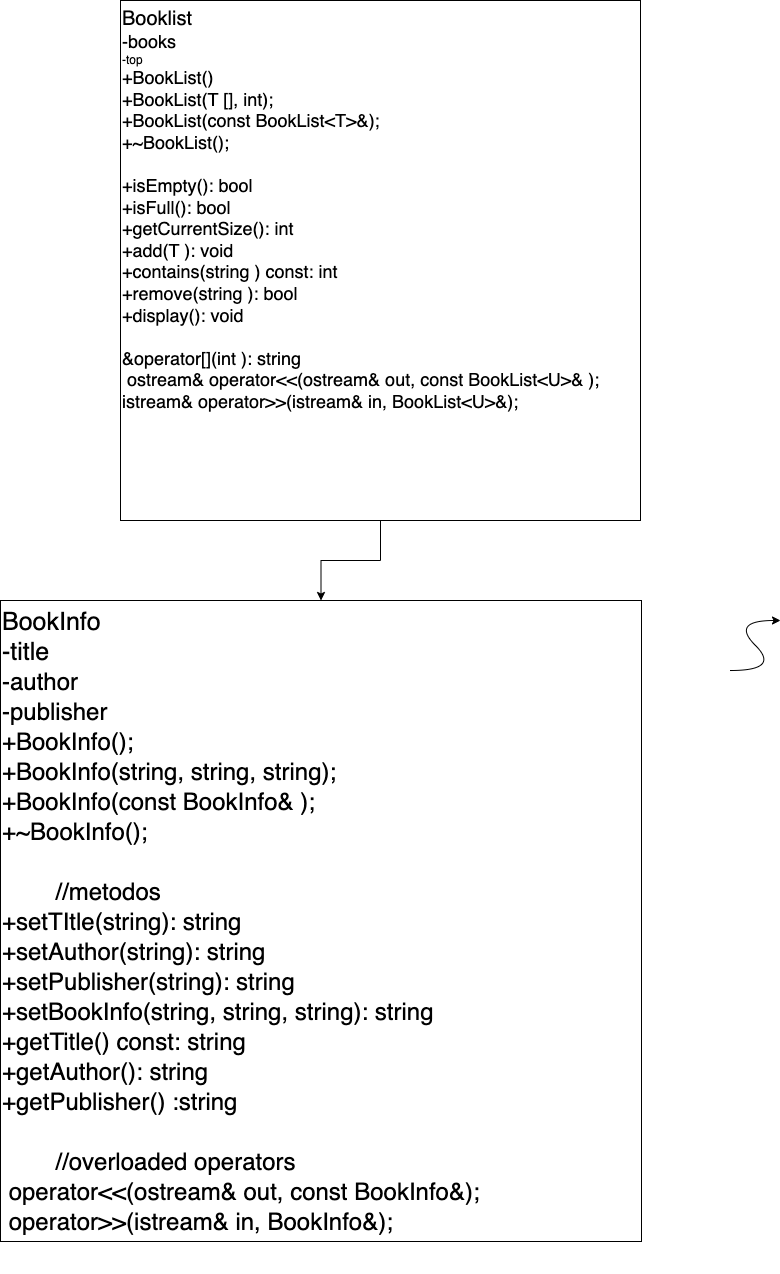 Booklist
-books
-top
+BookList()
+BookList(T [], int);
+BookList(const BookList<T>&);
+~BookList();
+isEmpty(): bool
+isFull(): bool
+getCurrentSize(): int
+add(T ): void
+contains(string ) const: int
+remove(string ): bool
+display(): void
&operator[](int ): string
ostream& operator<<(ostream& out, const BookList<U>& );
istream& operator>>(istream& in, BookList<U>&);
BookInfo
-title
-author
-publisher
+BookInfo();
+BookInfo(string, string, string);
+BookInfo(const BookInfo& );
+~BookInfo();
//metodos
+setTItle(string): string
+setAuthor(string): string
+setPublisher(string): string
+setBookInfo(string, string, string): string
+getTitle() const: string
+getAuthor(): string
+getPublisher() :string
//overloaded operators
operator<<(ostream& out, const BookInfo&);
operator>>(istream& in, BookInfo&);